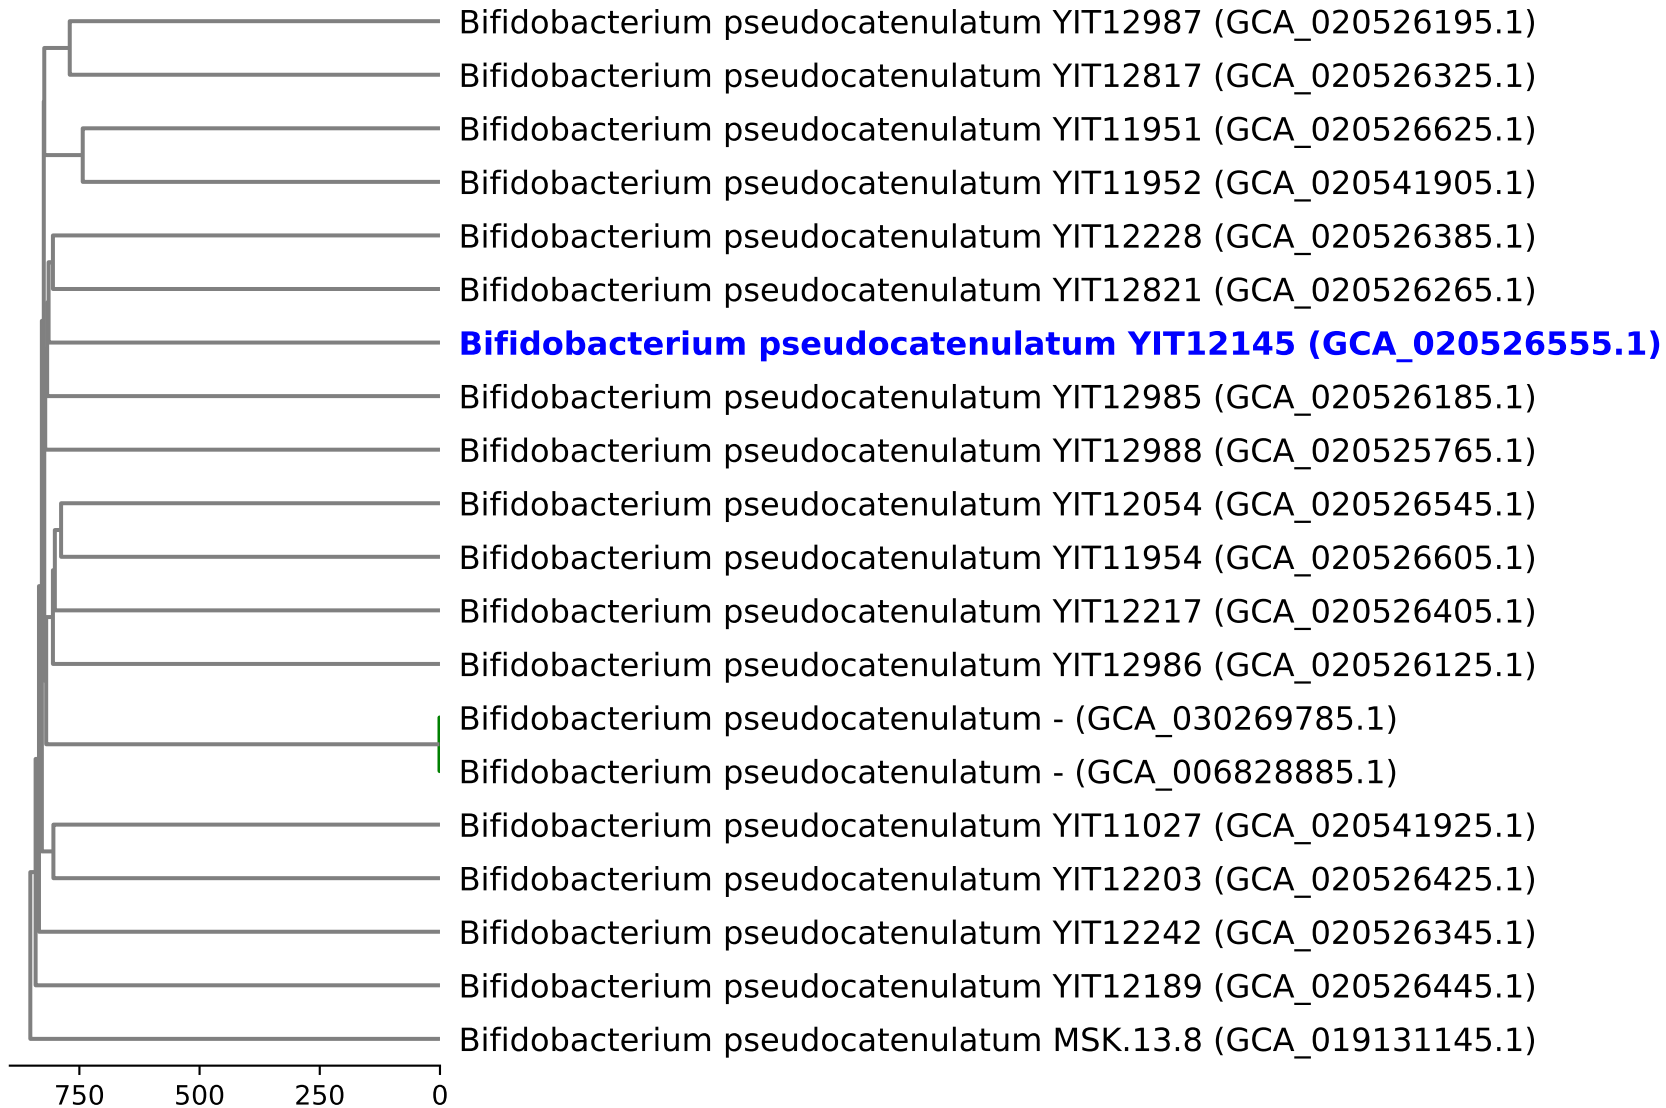 Bifidobacterium pseudocatenulatum YIT12987 (GCA_020526195.1)
Bifidobacterium pseudocatenulatum YIT12817 (GCA_020526325.1)
Bifidobacterium pseudocatenulatum YIT11951 (GCA_020526625.1)
Bifidobacterium pseudocatenulatum YIT11952 (GCA_020541905.1)
Bifidobacterium pseudocatenulatum YIT12228 (GCA_020526385.1)
Bifidobacterium pseudocatenulatum YIT12821 (GCA_020526265.1)
Bifidobacterium pseudocatenulatum YIT12145 (GCA_020526555.1)
Bifidobacterium pseudocatenulatum YIT12985 (GCA_020526185.1)
Bifidobacterium pseudocatenulatum YIT12988 (GCA_020525765.1)
Bifidobacterium pseudocatenulatum YIT12054 (GCA_020526545.1)
Bifidobacterium pseudocatenulatum YIT11954 (GCA_020526605.1)
Bifidobacterium pseudocatenulatum YIT12217 (GCA_020526405.1)
Bifidobacterium pseudocatenulatum YIT12986 (GCA_020526125.1)
Bifidobacterium pseudocatenulatum - (GCA_030269785.1)
Bifidobacterium pseudocatenulatum - (GCA_006828885.1)
Bifidobacterium pseudocatenulatum YIT11027 (GCA_020541925.1)
Bifidobacterium pseudocatenulatum YIT12203 (GCA_020526425.1)
Bifidobacterium pseudocatenulatum YIT12242 (GCA_020526345.1)
Bifidobacterium pseudocatenulatum YIT12189 (GCA_020526445.1)
Bifidobacterium pseudocatenulatum MSK.13.8 (GCA_019131145.1)
750 500 250 0